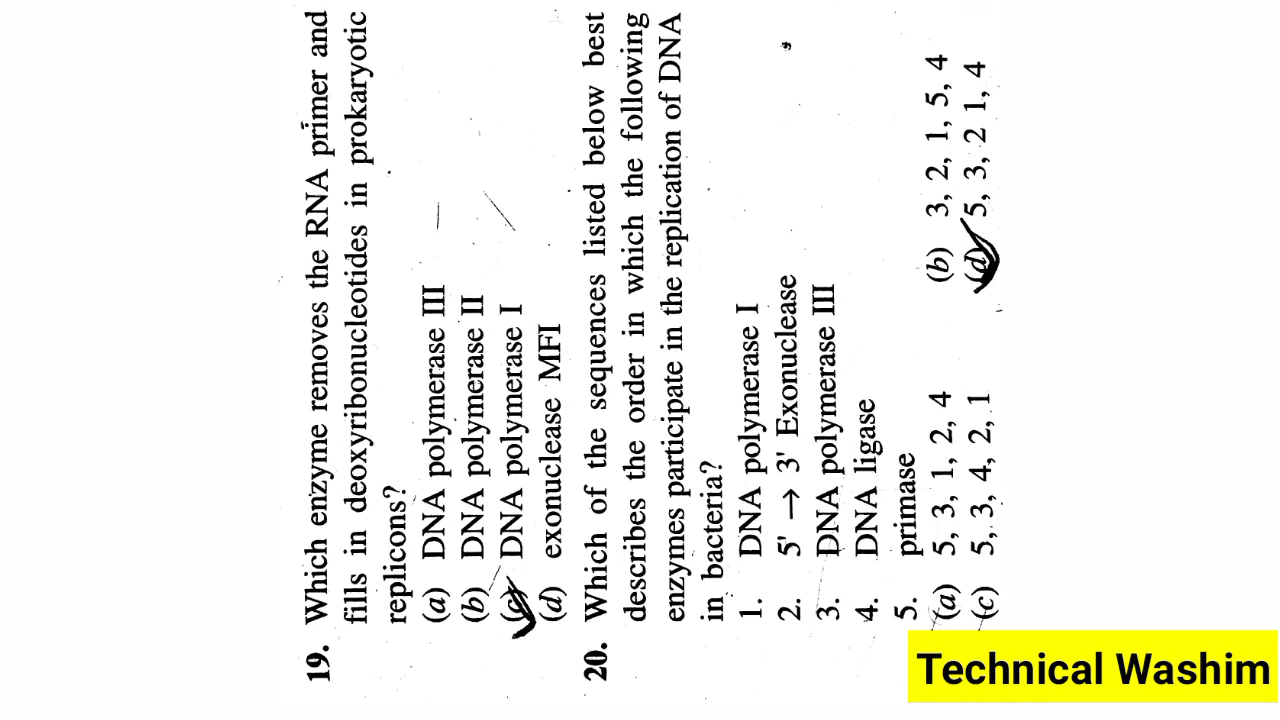 19. Which enzyme removes the RNA primer and
fills in deoxyribonucleotides in prokaryotic
replicons?
(a) DNA polymerase III
(b) DNA polymerase II
(c) DNA polymerase I
(d) exonuclease MFI
20. Which of the sequences listed below best
describes the order in which the following
enzymes participate in the replication of DNA
in bacteria?
1. DNA polymerase I
2. 5' → 3' Exonuclease
3. DNA polymerase III
4. DNA ligase
5. primase
(a) 5, 3, 1, 2, 4 (b) 3, 2, 1, 5, 4
(c) 5, 3, 4, 2, 1 (d) 5, 3, 2 1, 4
Technical Washim